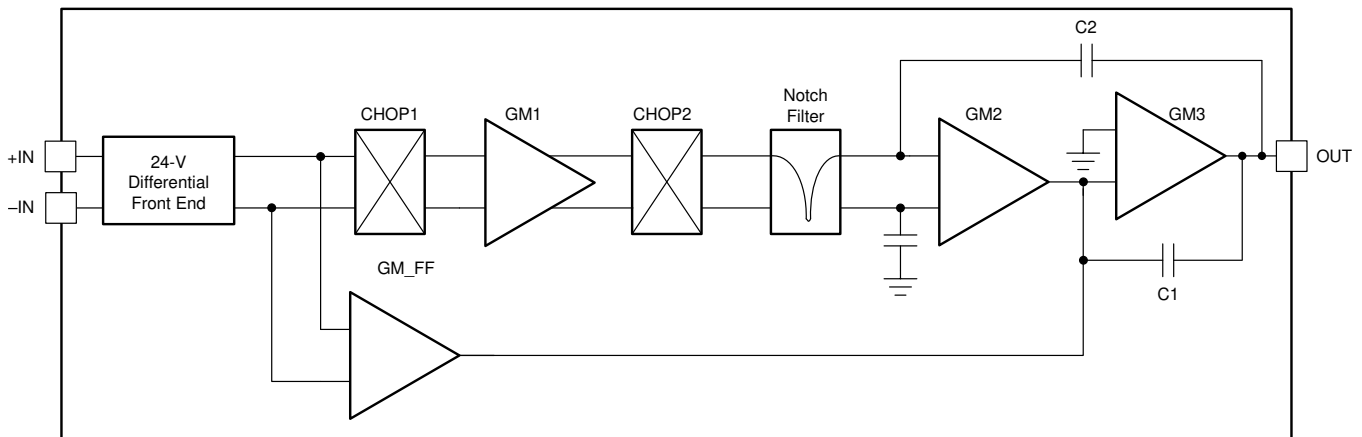 C2
Notch
Filter
CHOP1
GM1
CHOP2
GM2
GM3
+IN
24-V
Differential
Front End
OUT
–IN
GM_FF
C1